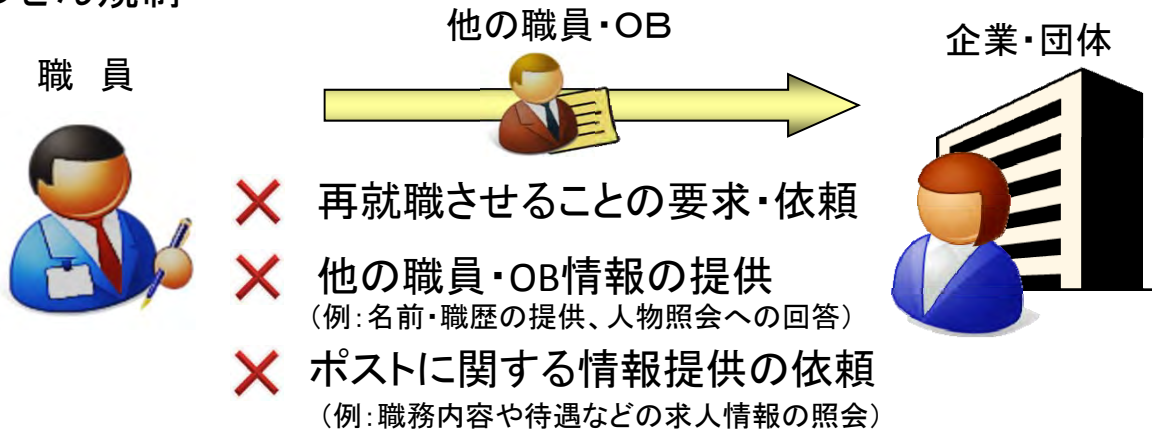 規制
他の職員・OB
企業・団体
職 員
再就職させることの要求・依頼
他の職員・OB情報の提供
（例：名前・職歴の提供、人物照会への回答）
ポストに関する情報提供の依頼
（例：職務内容や待遇などの求人情報の照会）